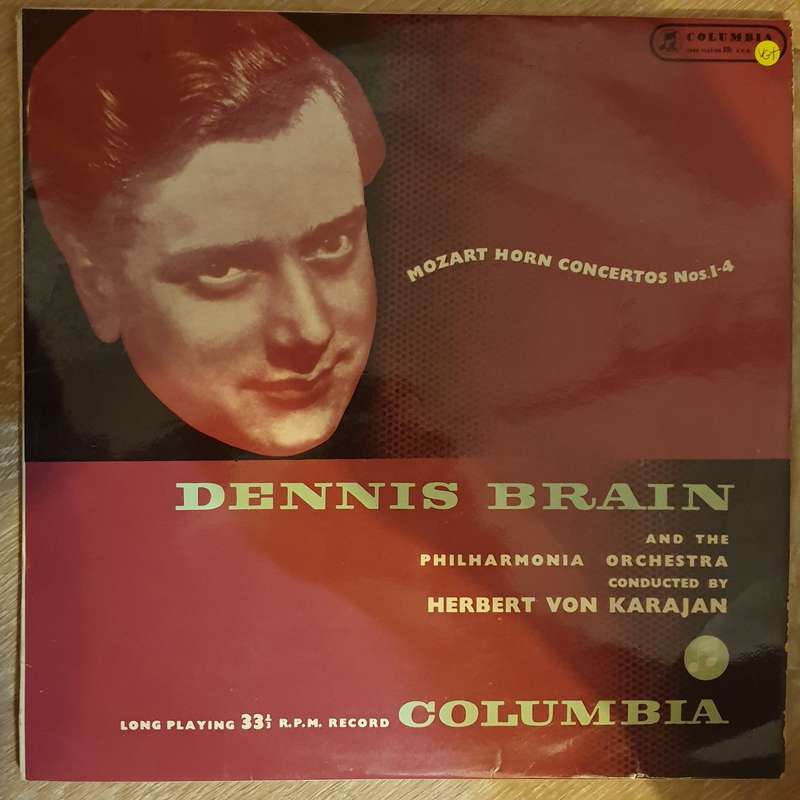 COLUMBIA
VG+
MOZART HORN CONCERTOS Nos.1-4
DENNIS BRAIN
AND THE
PHILHARMONIA ORCHESTRA
CONDUCTED BY
HERBERT VON KARAJAN
LONG PLAYING 33⅓ R.P.M. RECORD COLUMBIA